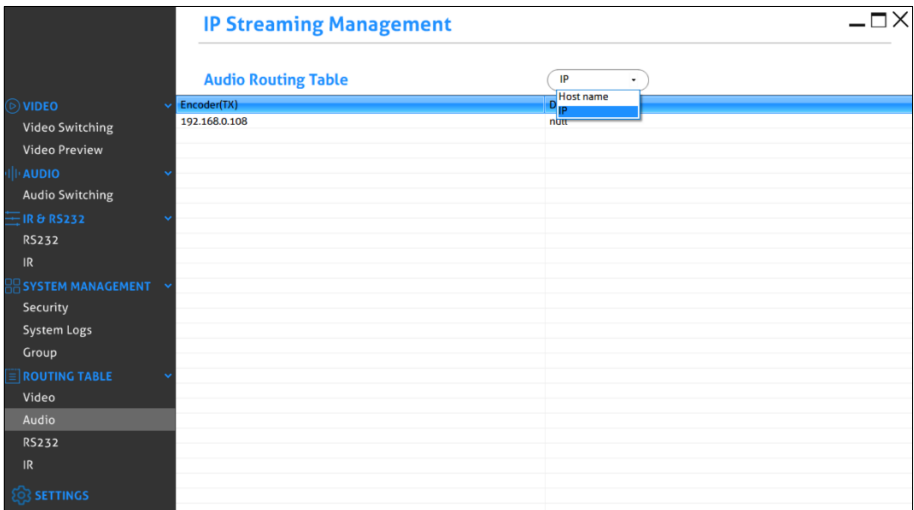 IP Streaming Management
Audio Routing Table
IP
Host name
IP
Encoder(TX)
D
192.168.0.108
null
VIDEO
Video Switching
Video Preview
AUDIO
Audio Switching
IR & RS232
RS232
IR
SYSTEM MANAGEMENT
Security
System Logs
Group
ROUTING TABLE
Video
Audio
RS232
IR
SETTINGS